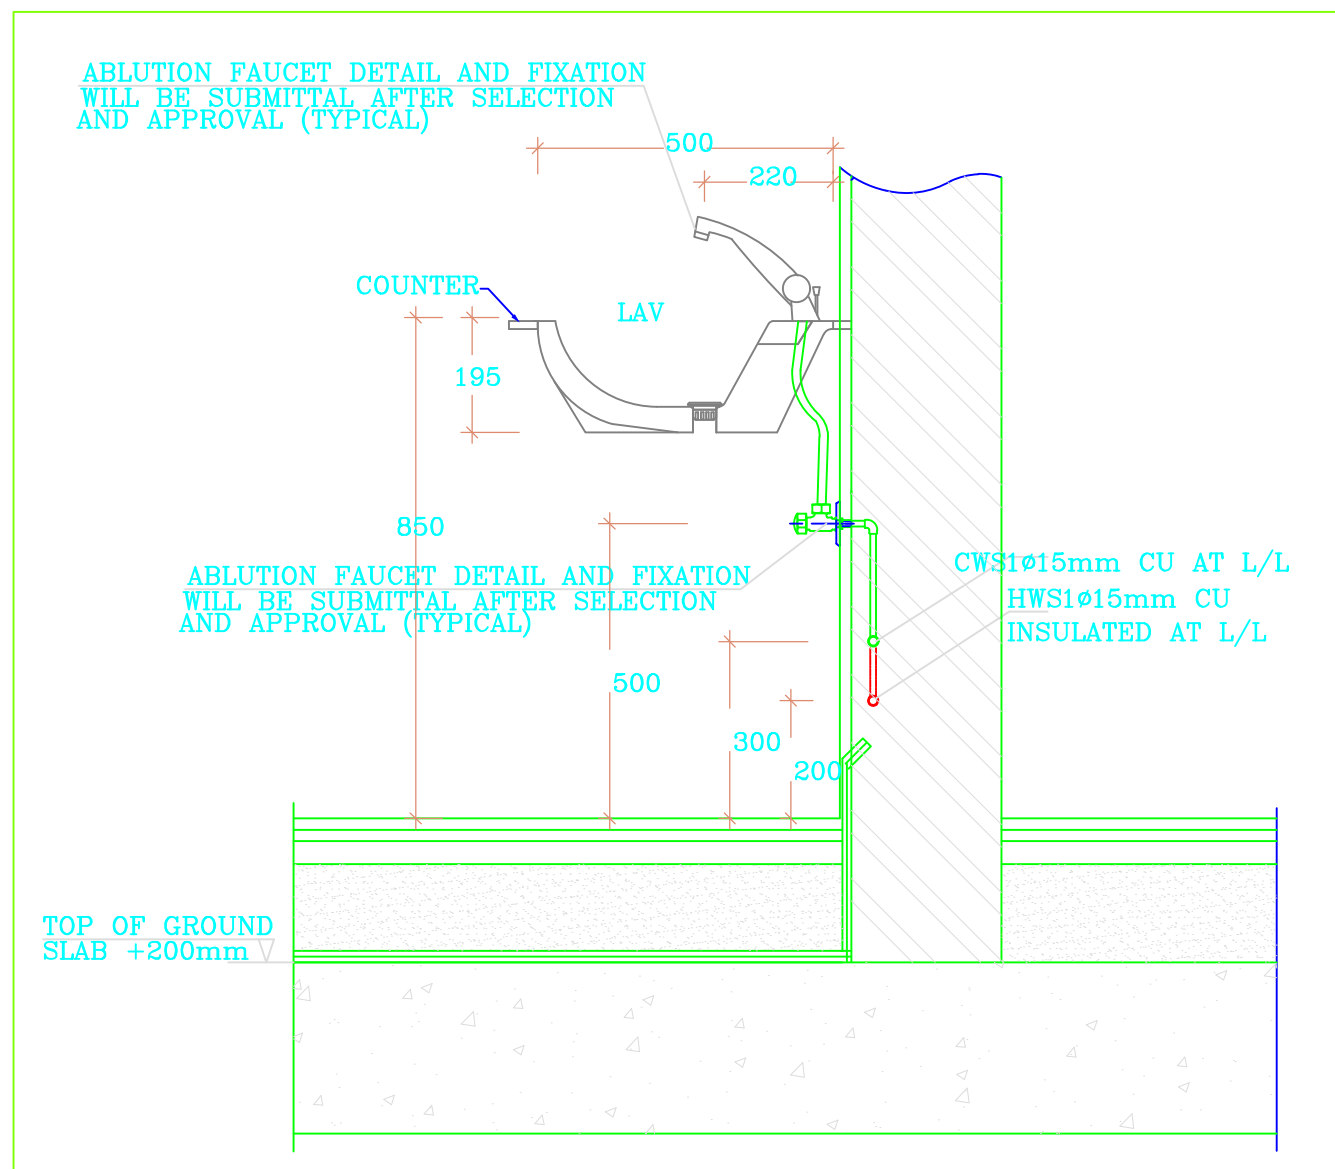 ABLUTION FAUCET DETAIL AND FIXATION
WILL BE SUBMITTAL AFTER SELECTION
AND APPROVAL (TYPICAL)
500
220
COUNTER
LAV
195
850
ABLUTION FAUCET DETAIL AND FIXATION
WILL BE SUBMITTAL AFTER SELECTION
AND APPROVAL (TYPICAL)
CWS1ø15mm CU AT L/L
HWS1ø15mm CU
INSULATED AT L/L
500
300
200
TOP OF GROUND
SLAB +200mm